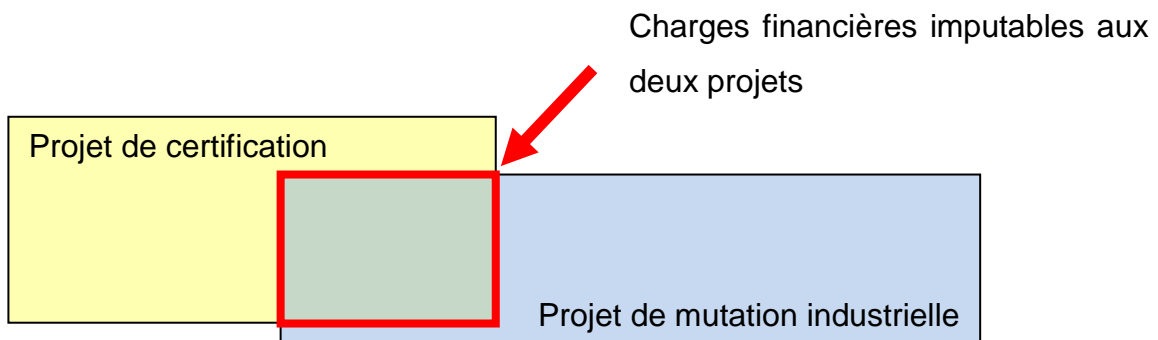 Charges financières imputables aux
deux projets
Projet de certification
Projet de mutation industrielle